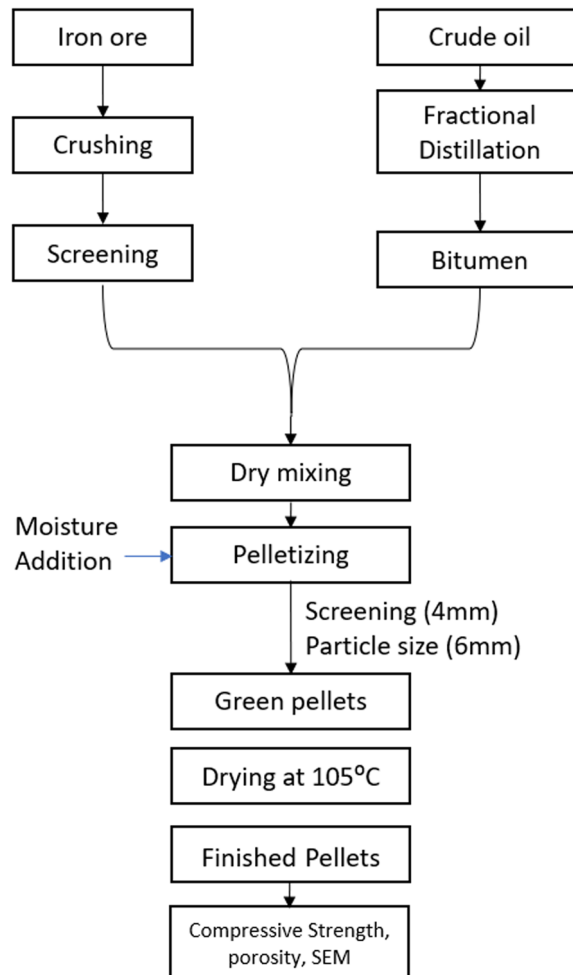 Iron ore
Crude oil
Crushing
Fractional
Distillation
Screening
Bitumen
Dry mixing
Moisture
Addition
Pelletizing
Screening (4mm)
Particle size (6mm)
Green pellets
Drying at 105⁰C
Finished Pellets
Compressive Strength,
porosity, SEM